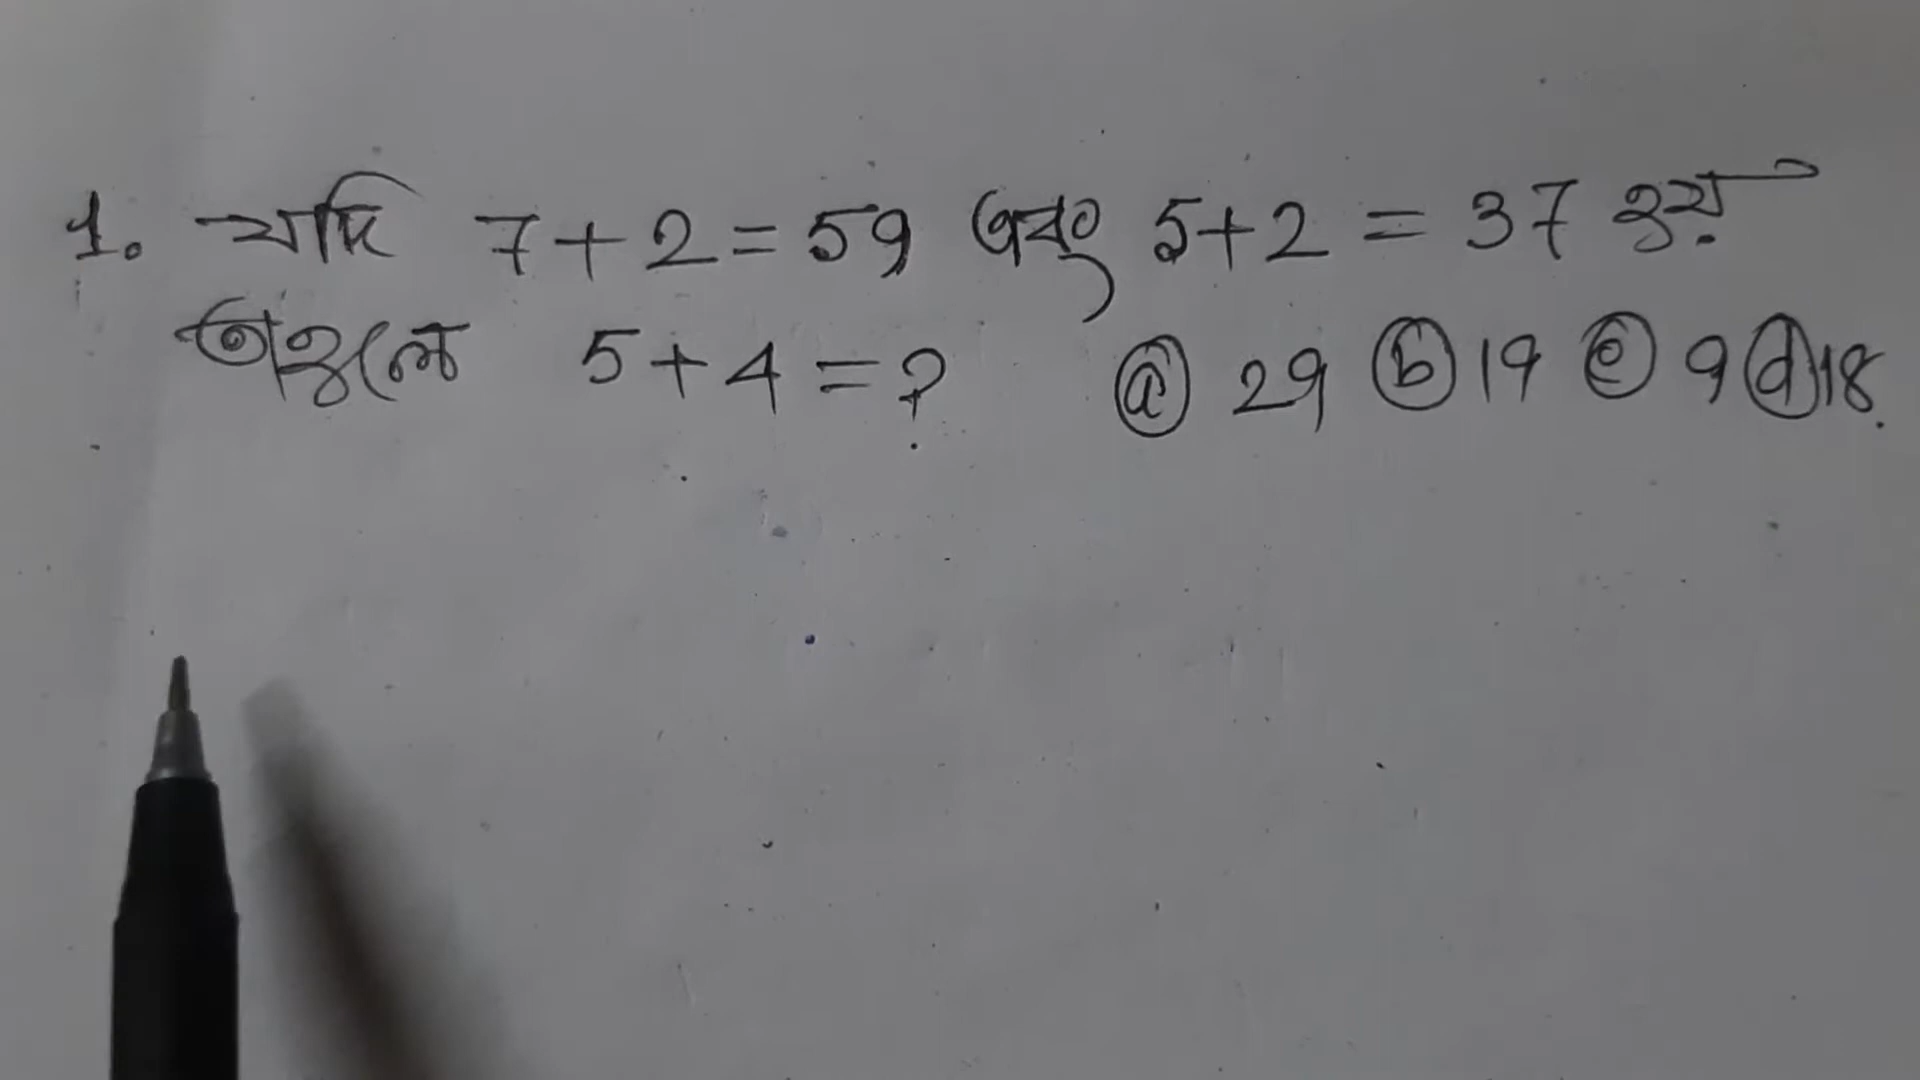 1. যদি 7+2=59 এবং 5+2=37 হয়
তাহলে 5+4=? ⓐ 29 ⓑ 19 ⓒ 9 ⓓ 18.